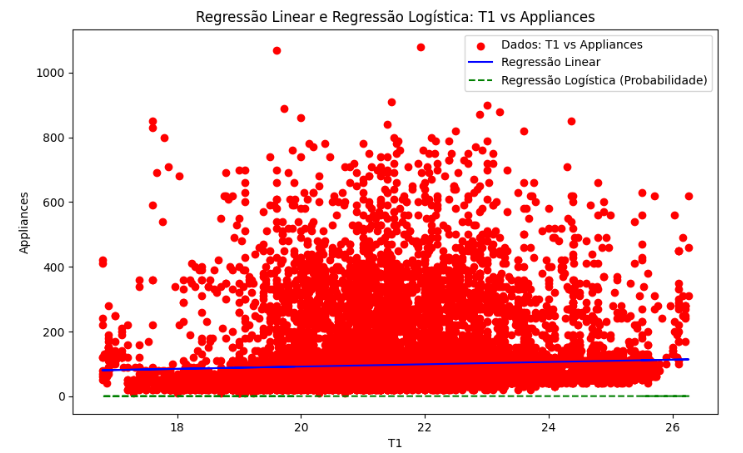 Regressão Linear e Regressão Logística: T1 vs Appliances
Dados: T1 vs Appliances
Regressão Linear
Regressão Logística (Probabilidade)
Appliances
1000
800
600
400
200
0
18
20
22
24
26
T1